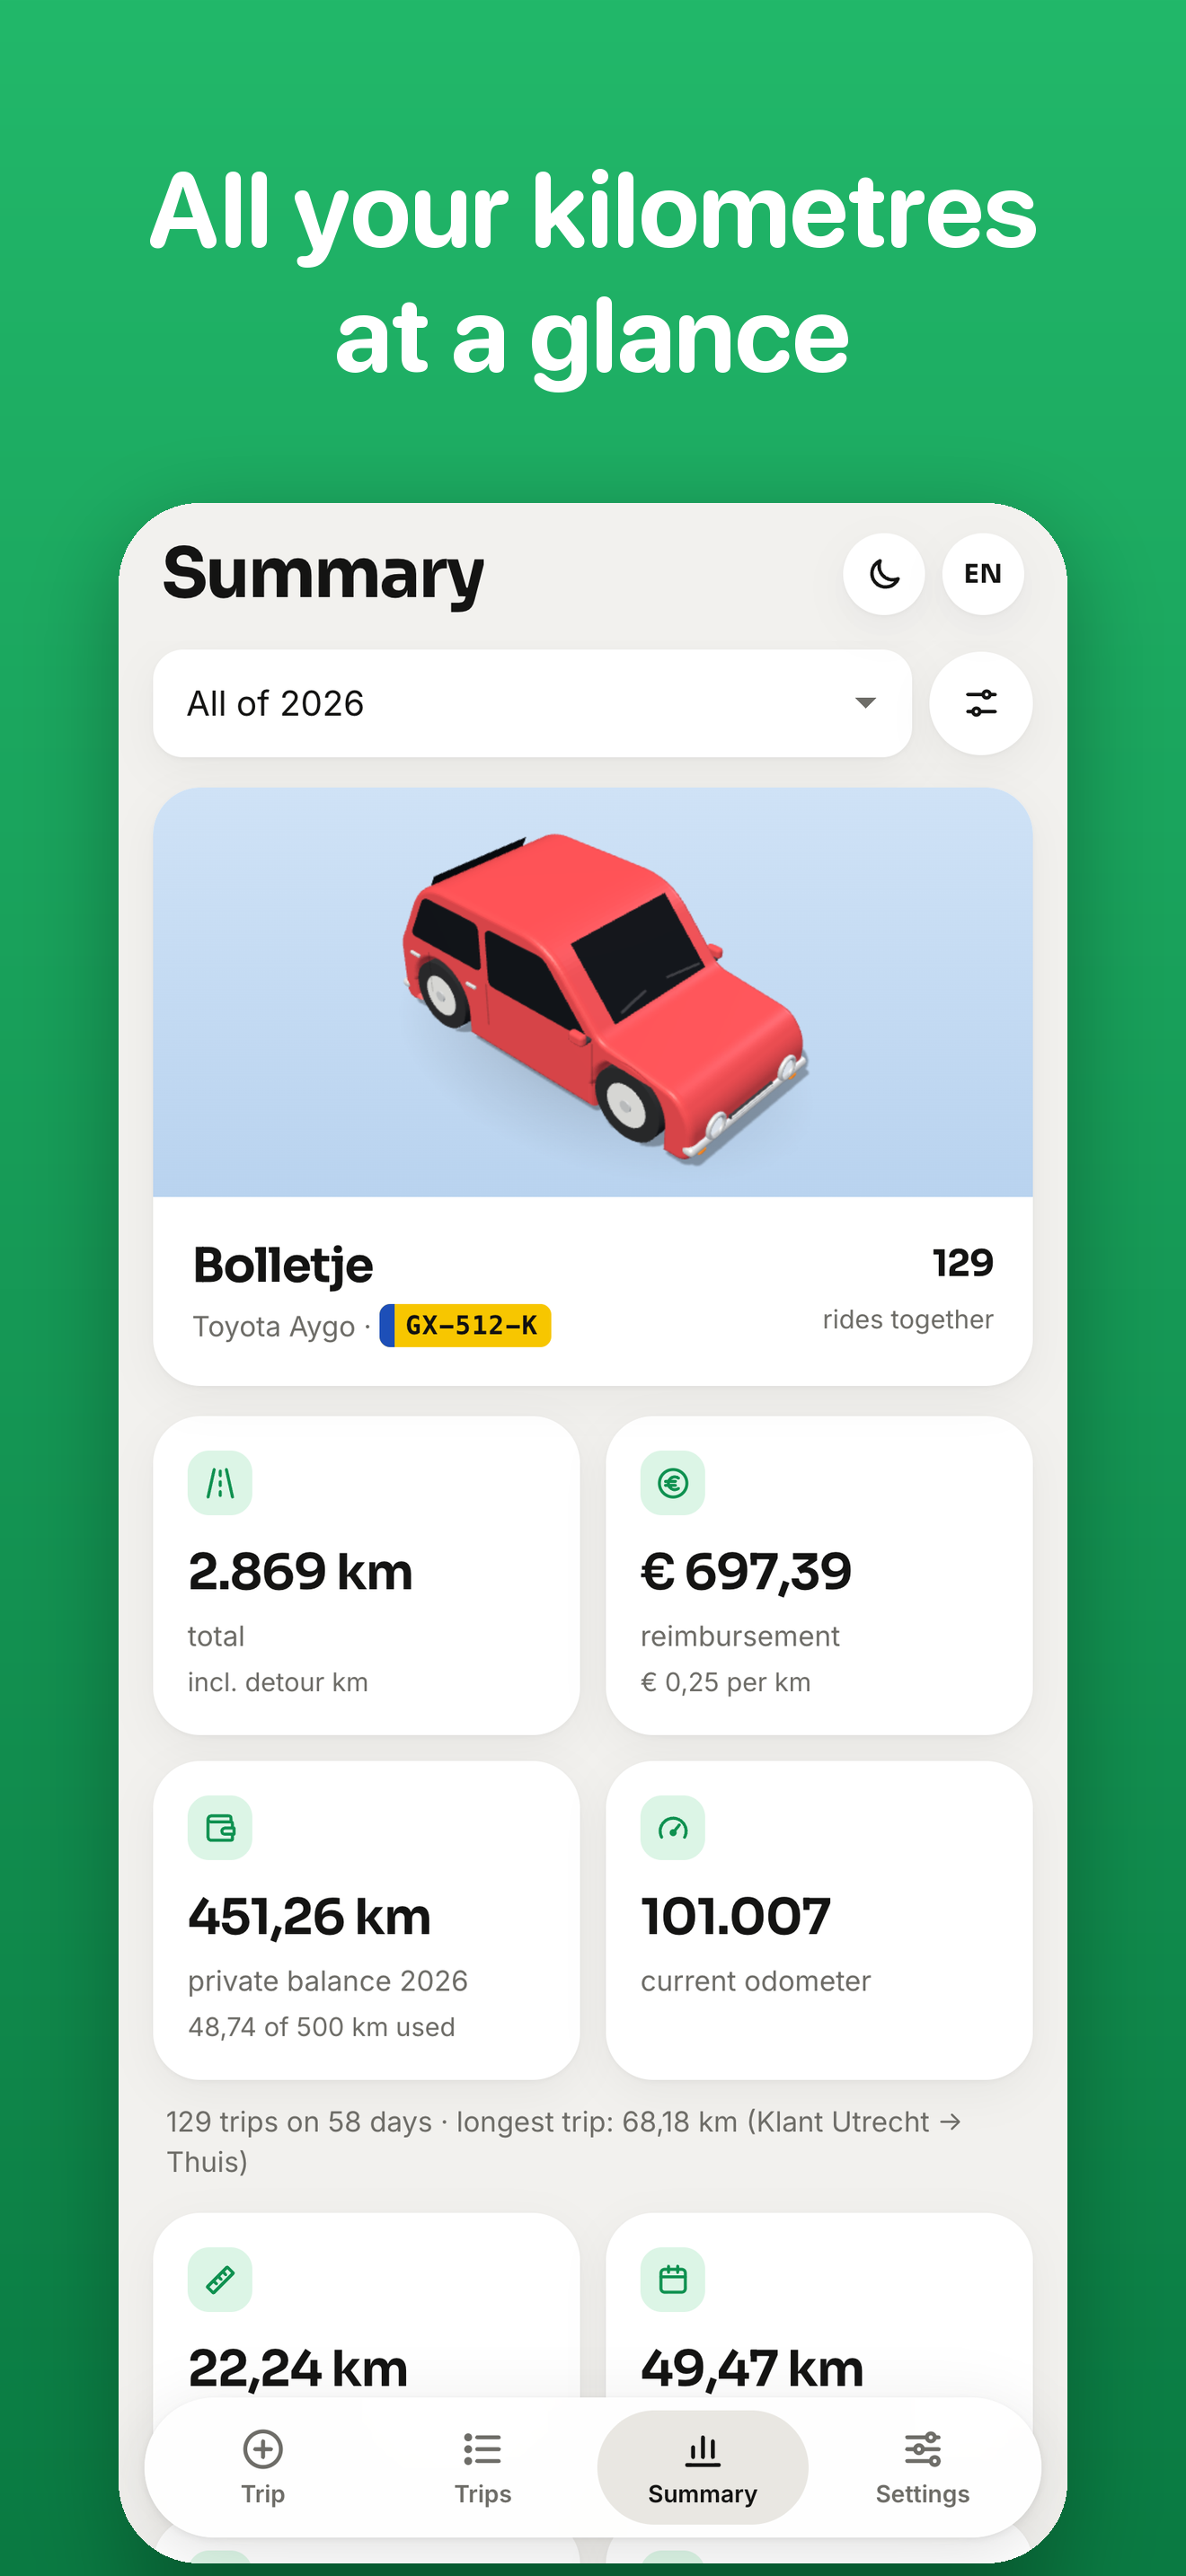 All your kilometres
at a glance
Summary
EN
All of 2026
Bolletje
129
Toyota Aygo · GX-512-K
rides together
2.869 km
total
incl. detour km
€ 697,39
reimbursement
€ 0,25 per km
451,26 km
private balance 2026
48,74 of 500 km used
101.007
current odometer
129 trips on 58 days · longest trip: 68,18 km (Klant Utrecht →
Thuis)
22,24 km
49,47 km
Trip
Trips
Summary
Settings